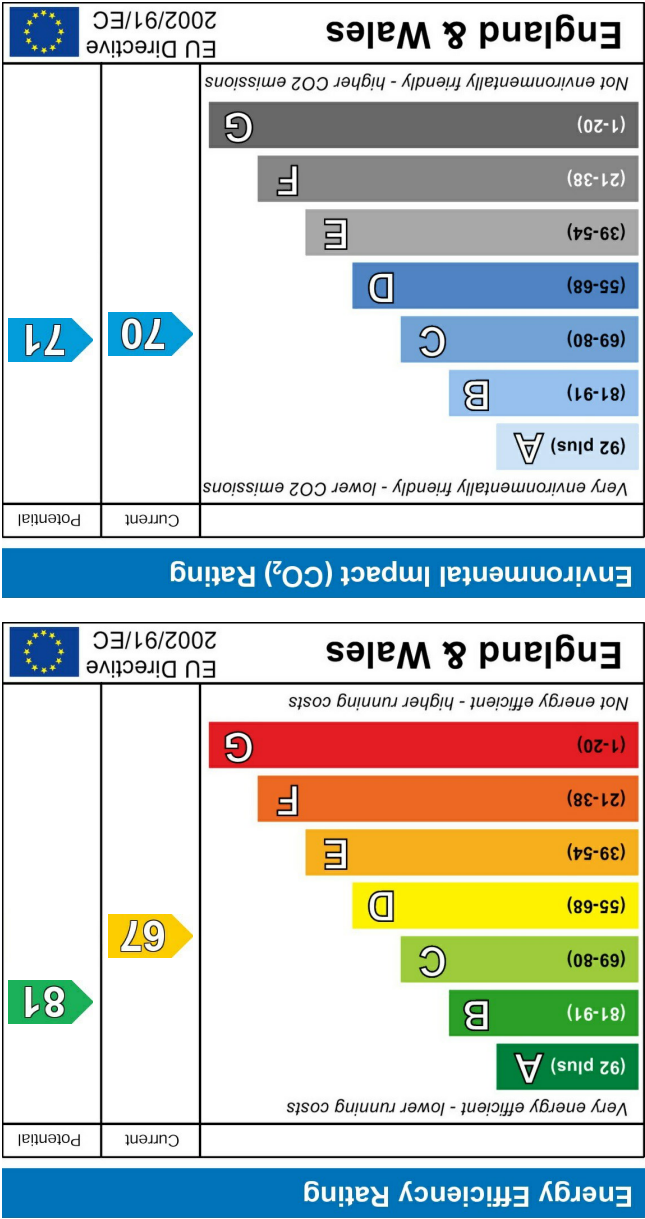 Energy Efficiency Rating
Current Potential
Very energy efficient - lower running costs
(92 plus) A
(81-91) B
(69-80) C
(55-68) D
(39-54) E
(21-38) F
(1-20) G
Not energy efficient - higher running costs
67
81
England & Wales
EU Directive
2002/91/EC
Environmental Impact (CO₂) Rating
Current Potential
Very environmentally friendly - lower CO2 emissions
(92 plus) A
(81-91) B
(69-80) C
(55-68) D
(39-54) E
(21-38) F
(1-20) G
Not environmentally friendly - higher CO2 emissions
70
71
England & Wales
EU Directive
2002/91/EC